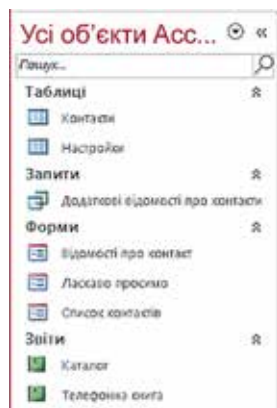 Усі об’єкти Acc...
Пошук...
Таблиці
Контакти
Настройки
Запити
Додаткові відомості про контакти
Форми
Відомості про контакт
Ласкаво просимо
Список контактів
Звіти
Каталог
Телефонна книга